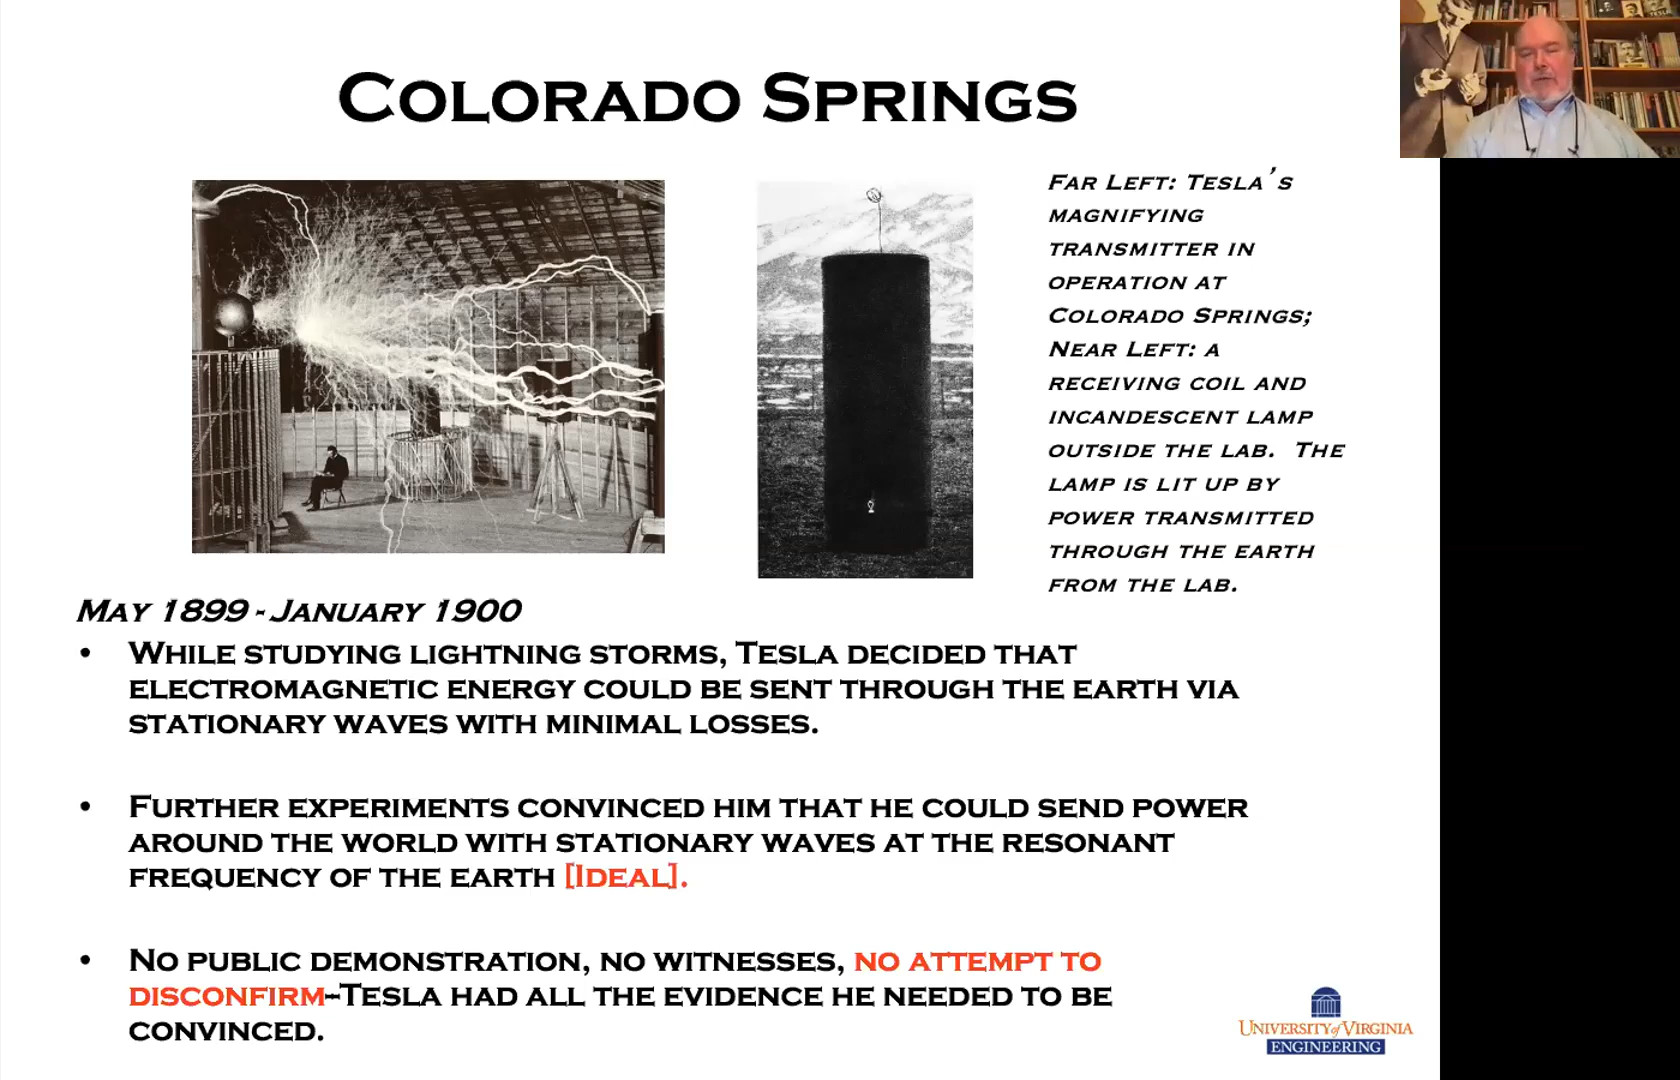 Colorado Springs
Far Left: Tesla's
magnifying
transmitter in
operation at
Colorado Springs;
Near Left: a
receiving coil and
incandescent lamp
outside the lab. The
lamp is lit up by
power transmitted
through the earth
from the lab.
May 1899 - January 1900
• While studying lightning storms, Tesla decided that
electromagnetic energy could be sent through the earth via
stationary waves with minimal losses.
• Further experiments convinced him that he could send power
around the world with stationary waves at the resonant
frequency of the earth [Ideal].
• No public demonstration, no witnesses, no attempt to
disconfirm–Tesla had all the evidence he needed to be
convinced.
University of Virginia
ENGINEERING
TESLA